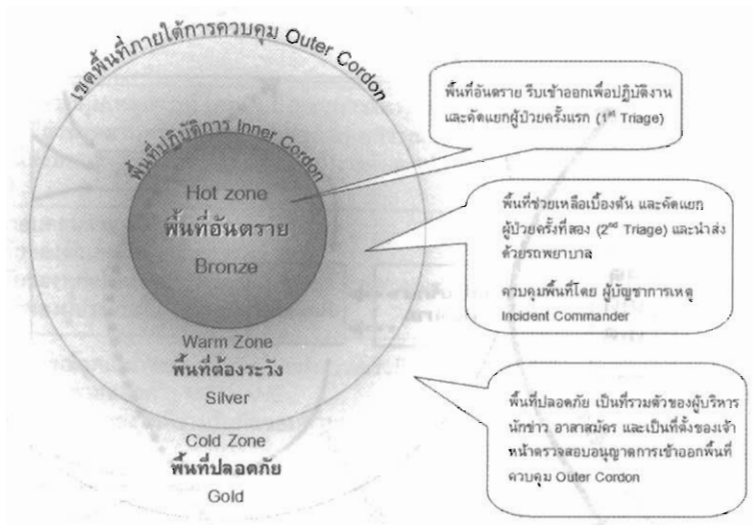 เขตพื้นที่ภายใต้การควบคุม Outer Cordon
พื้นที่ปฏิบัติการ Inner Cordon
Hot zone
พื้นที่อันตราย
Bronze
Warm Zone
พื้นที่ต้องระวัง
Silver
Cold Zone
พื้นที่ปลอดภัย
Gold
พื้นที่อันตราย รีบเข้าออกเพื่อปฏิบัติงาน
และคัดแยกผู้ป่วยครั้งแรก (1st Triage)
พื้นที่ช่วยเหลือเบื้องต้น และคัดแยก
ผู้ป่วยครั้งที่สอง (2nd Triage) และนำส่ง
ด้วยรถพยาบาล
ควบคุมพื้นที่โดย ผู้บัญชาการเหตุ
Incident Commander
พื้นที่ปลอดภัย เป็นที่รวมตัวของผู้บริหาร
นักข่าว อาสาสมัคร และเป็นที่ตั้งของเจ้า
หน้าตรวจสอบอนุญาตการเข้าออกพื้นที่
ควบคุม Outer Cordon